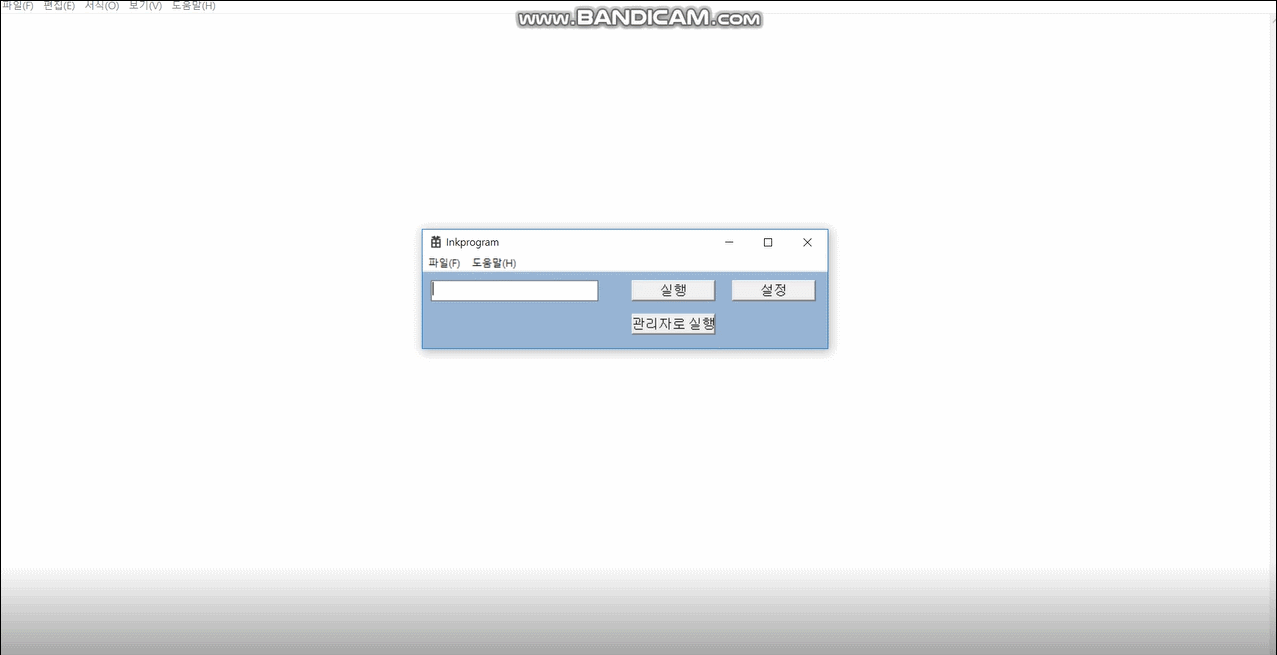 파일(F) 편집(E) 서식(O) 보기(V) 도움말(H)
www.BANDICAM.com
Inkprogram
파일(F) 도움말(H)
실행 설정
관리자로 실행